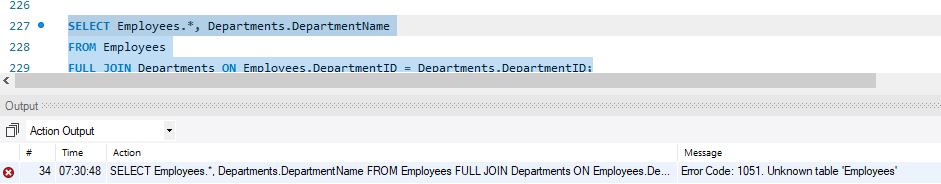 226
227 SELECT Employees.*, Departments.DepartmentName
228 FROM Employees
229 FULL JOIN Departments ON Employees.DepartmentID = Departments.DepartmentID;
Output
Action Output
# Time Action Message
34 07:30:48 SELECT Employees.*, Departments.DepartmentName FROM Employees FULL JOIN Departments ON Employees.De... Error Code: 1051. Unknown table 'Employees'